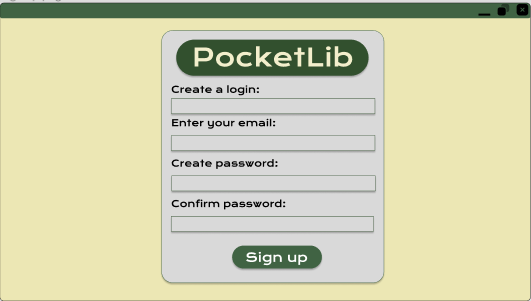 PocketLib
Create a login:
Enter your email:
Create password:
Confirm password:
Sign up